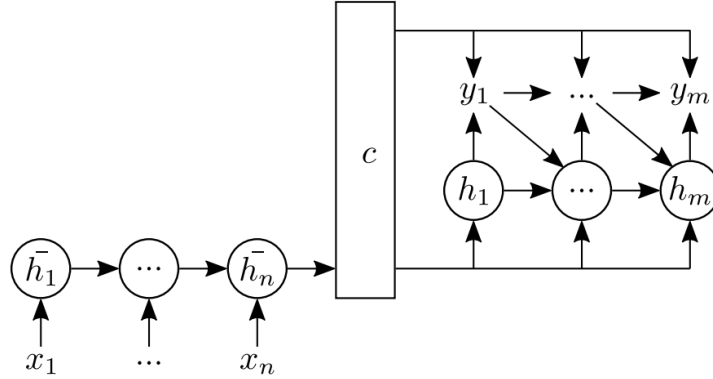 y₁ ... yₘ
c
h₁ ... hₘ
h̄₁ ... h̄ₙ
x₁ ... xₙ